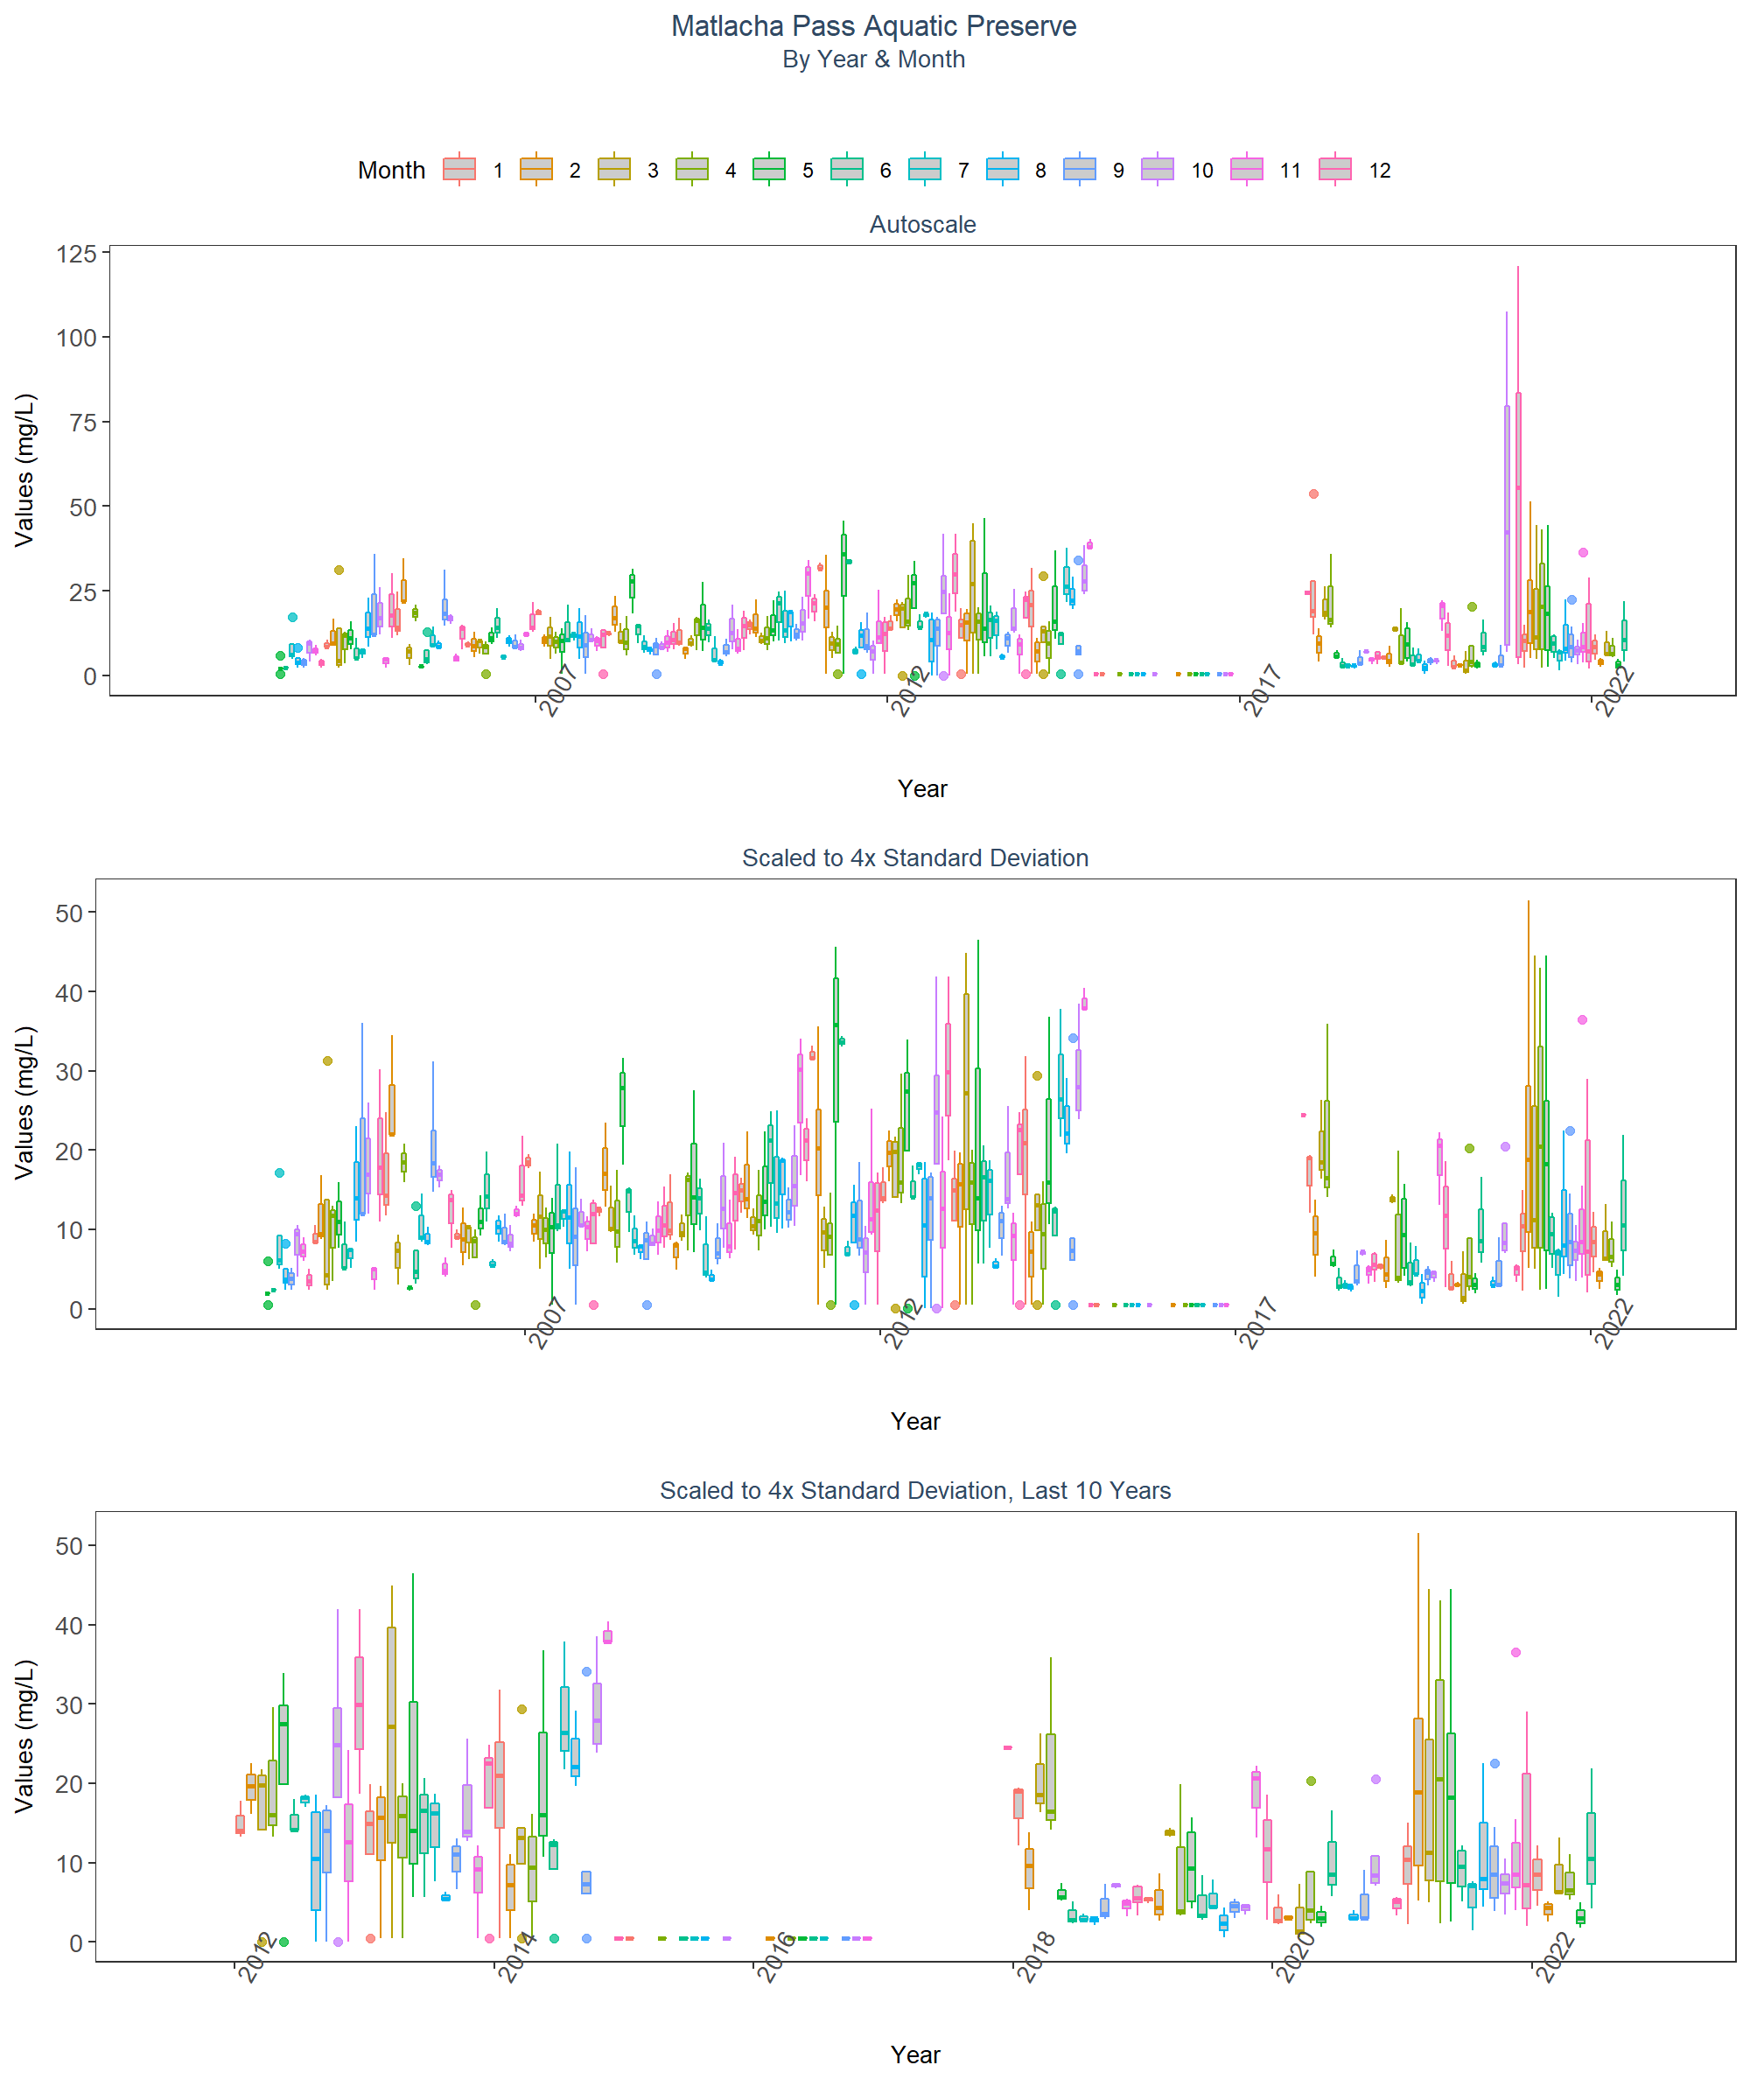 Matlacha Pass Aquatic Preserve
By Year & Month
Month 1 2 3 4 5 6 7 8 9 10 11 12
Autoscale
125
100
75
50
25
0
Values (mg/L)
2007 2012 2017 2022
Year
Scaled to 4x Standard Deviation
50
40
30
20
10
0
Values (mg/L)
2007 2012 2017 2022
Year
Scaled to 4x Standard Deviation, Last 10 Years
50
40
30
20
10
0
Values (mg/L)
2012 2014 2016 2018 2020 2022
Year